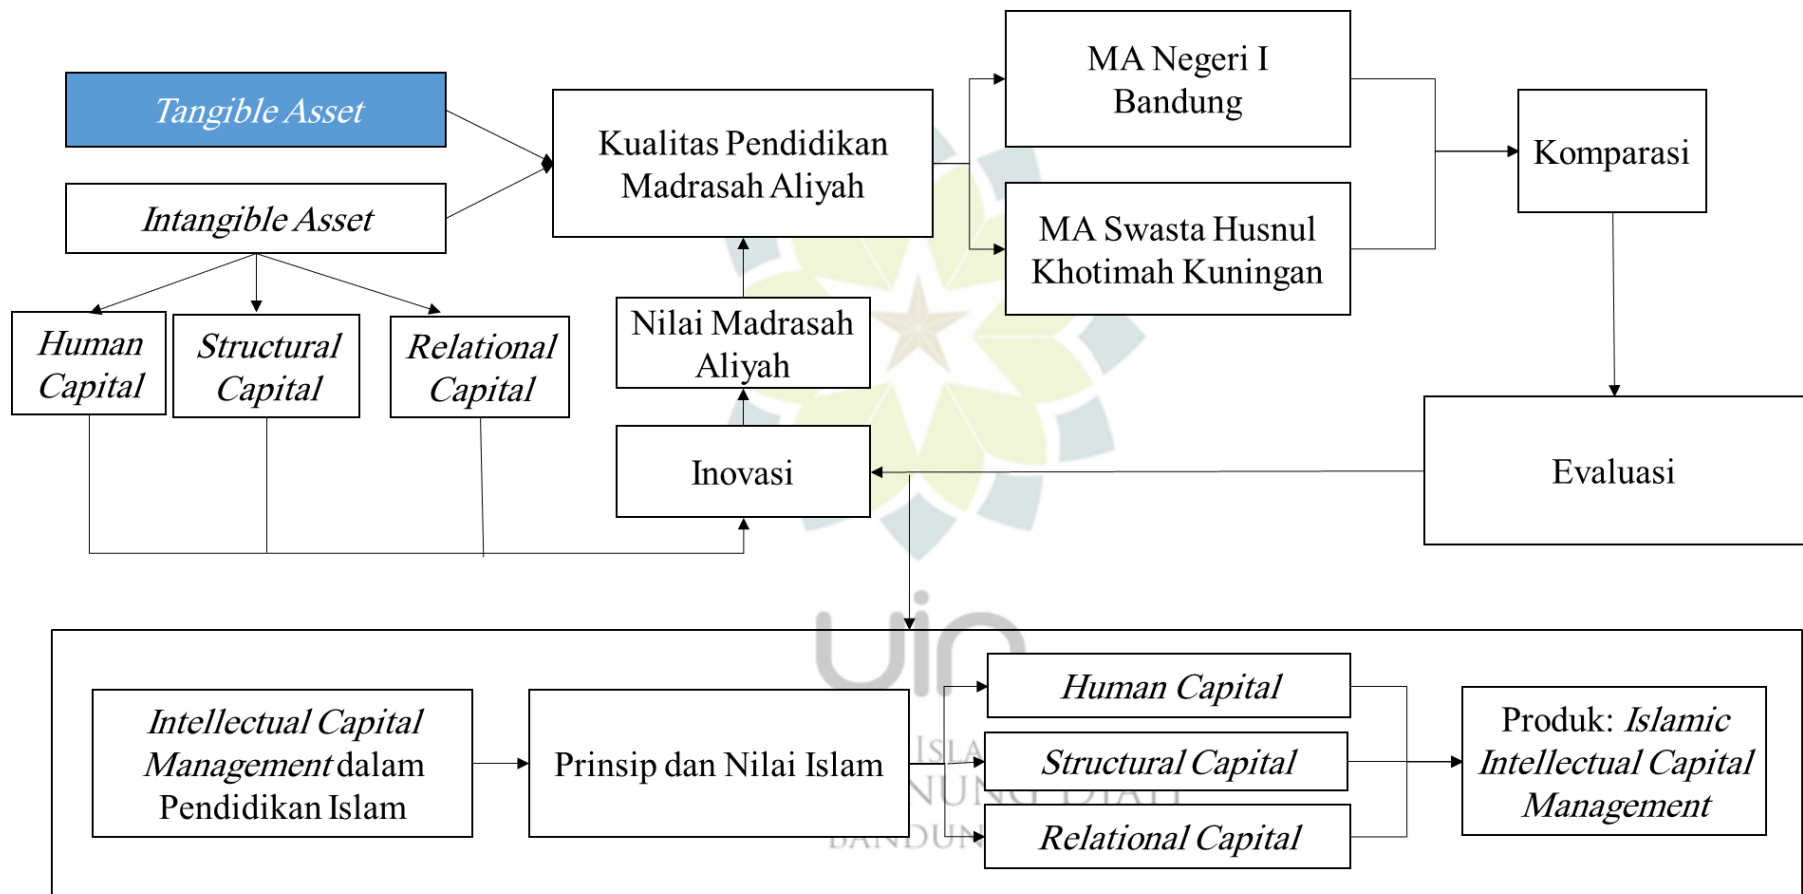 Tangible Asset
Intangible Asset
Human
Capital
Structural
Capital
Relational
Capital
Kualitas Pendidikan
Madrasah Aliyah
Nilai Madrasah
Aliyah
Inovasi
MA Negeri I
Bandung
MA Swasta Husnul
Khotimah Kuningan
Komparasi
Evaluasi
uin
Intellectual Capital
Management dalam
Pendidikan Islam
Prinsip dan Nilai Islam
Human Capital
Structural Capital
Relational Capital
Produk: Islamic
Intellectual Capital
Management